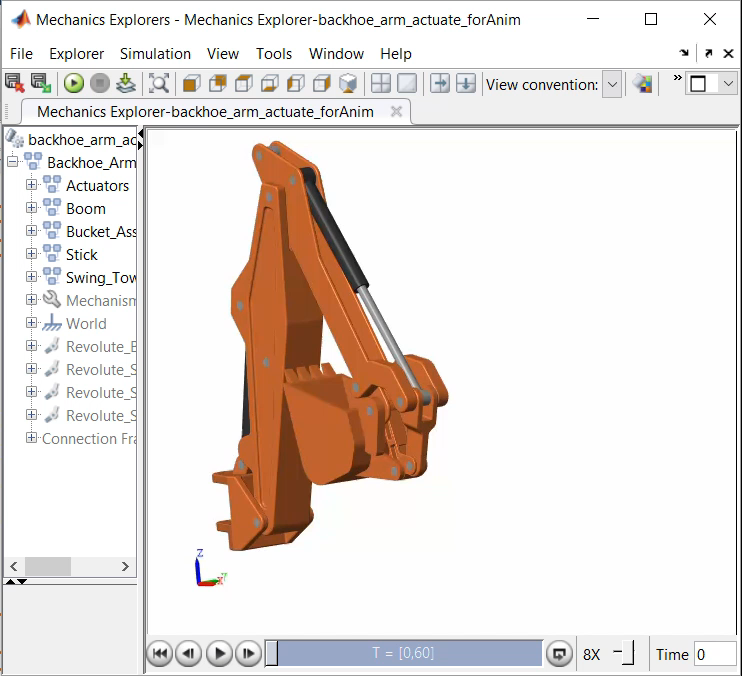 Mechanics Explorers - Mechanics Explorer-backhoe_arm_actuate_forAnim
File Explorer Simulation View Tools Window Help
View convention:
Mechanics Explorer-backhoe_arm_actuate_forAnim
backhoe_arm_ac
Backhoe_Arm
Actuators
Boom
Bucket_Ass
Stick
Swing_Tow
Mechanism
World
Revolute_B
Revolute_S
Revolute_S
Revolute_S
Connection Fra
Z
Y
X
T = [0,60]
8X
Time 0